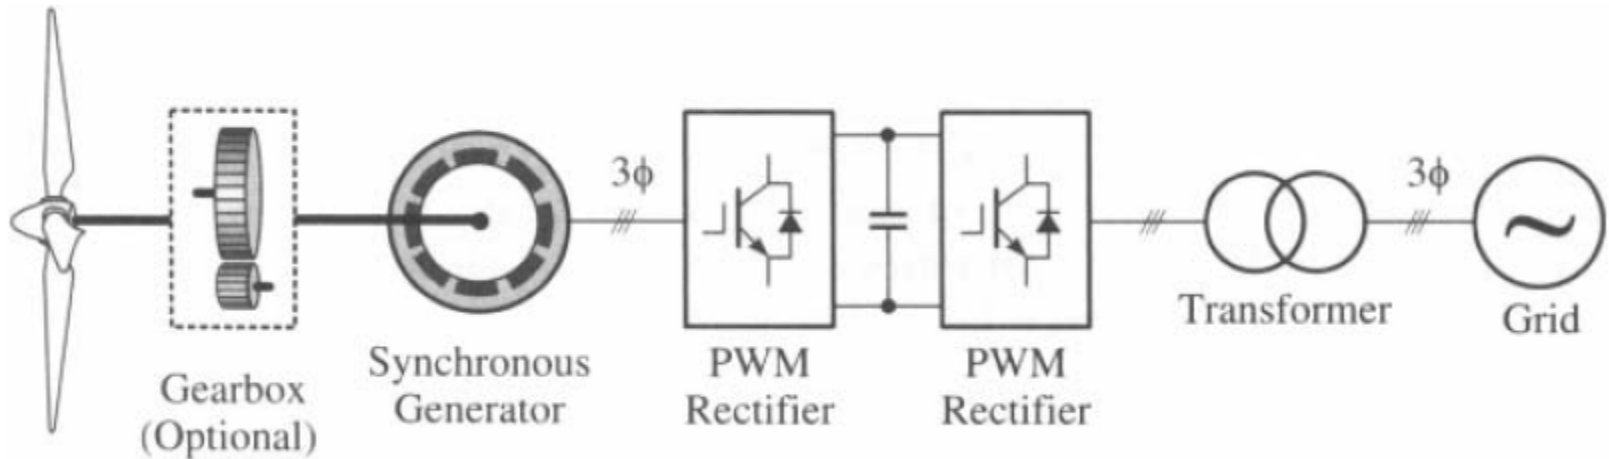 3ϕ
3ϕ
Transformer
Grid
Synchronous
Generator
PWM
Rectifier
PWM
Rectifier
Gearbox
(Optional)